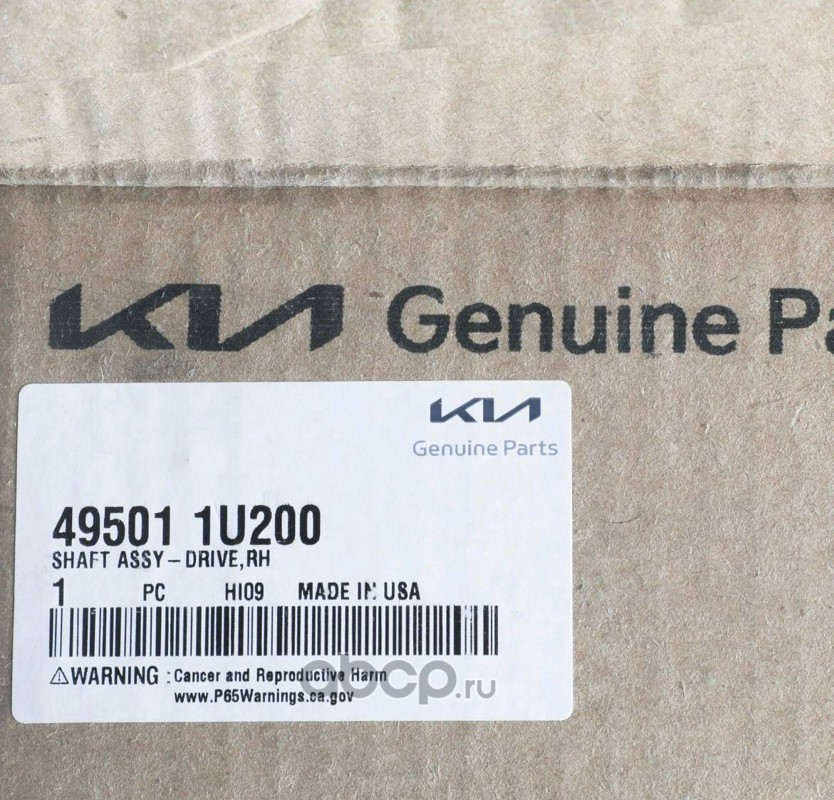 KIA Genuine Pa
KIA
Genuine Parts
49501 1U200
SHAFT ASSY-DRIVE,RH
1 PC HI09 MADE IN USA
⚠WARNING : Cancer and Reproductive Harm
www.P65Warnings.ca.gov
abcp.ru